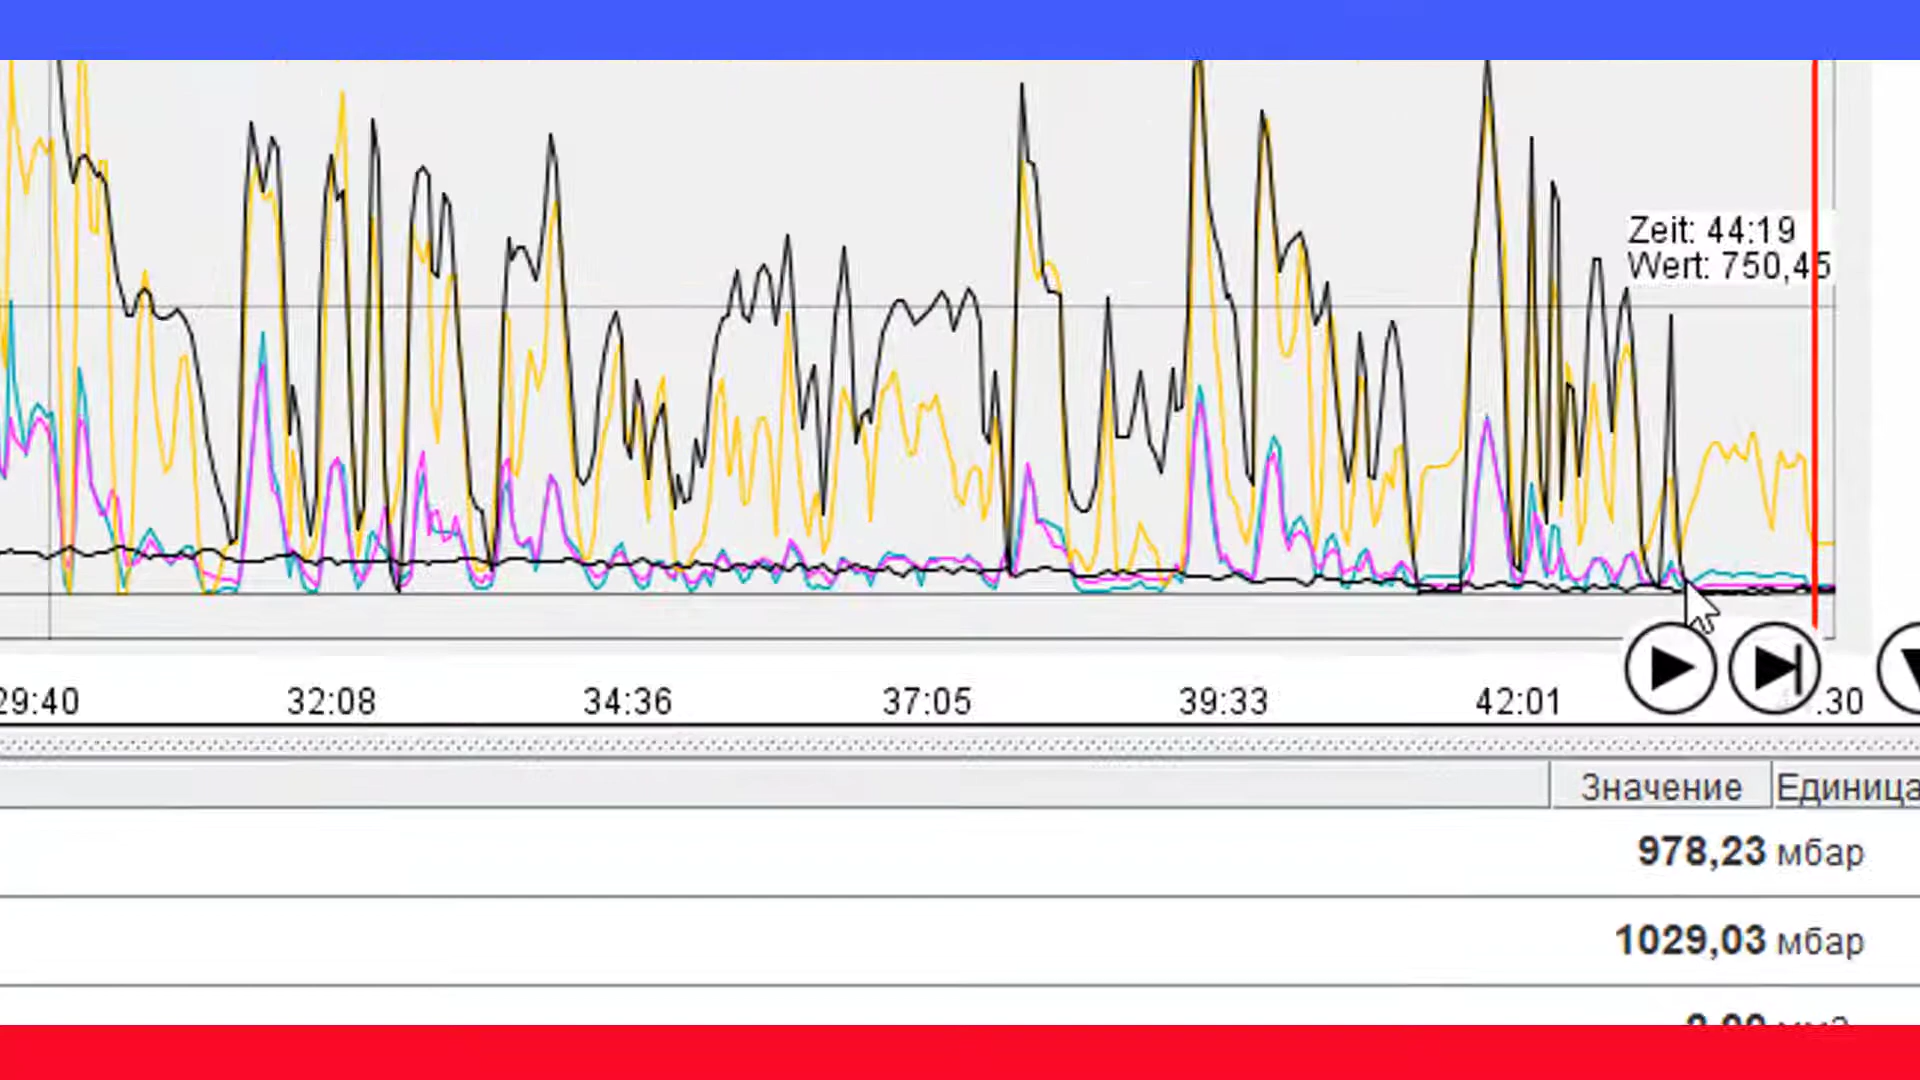 Zeit: 44:19
Wert: 750,45
29:40 32:08 34:36 37:05 39:33 42:01 :30
Значение Единица
978,23 мбар
1029,03 мбар